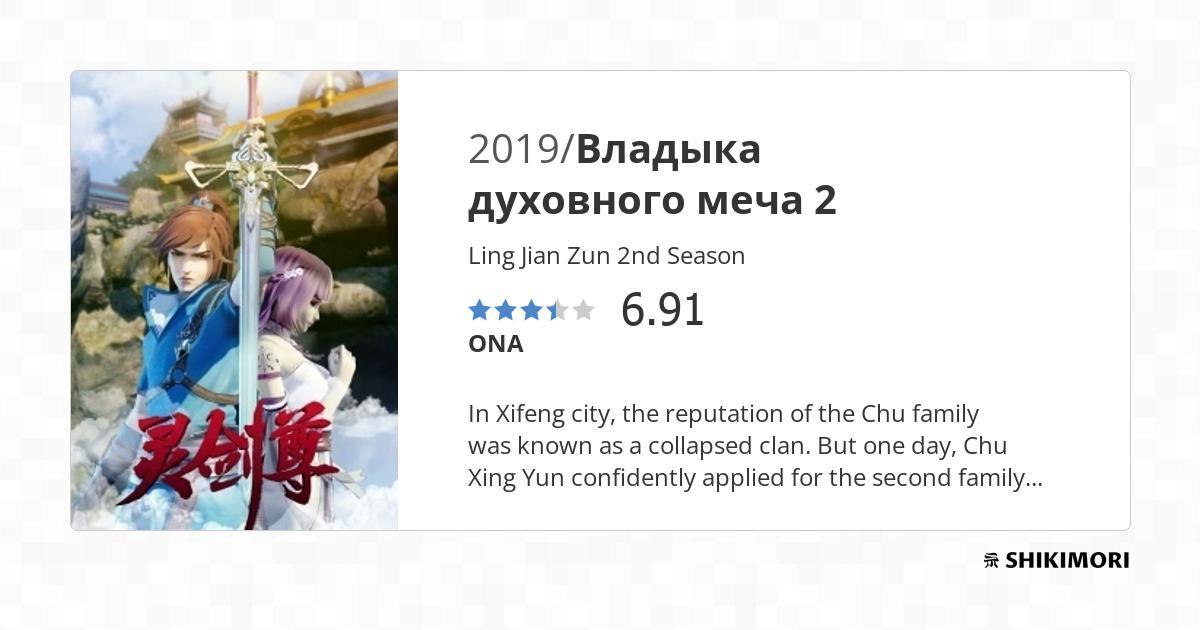 灵剑尊
2019/Владыка
духовного меча 2
Ling Jian Zun 2nd Season
6.91
ONA
In Xifeng city, the reputation of the Chu family
was known as a collapsed clan. But one day, Chu
Xing Yun confidently applied for the second family...
SHIKIMORI